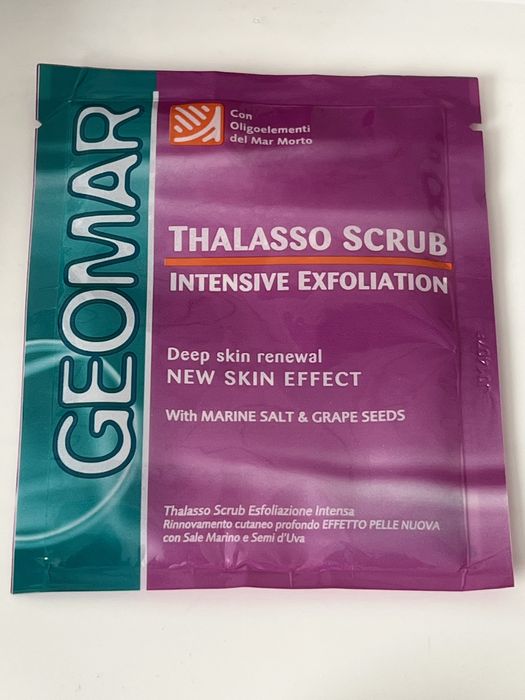 GEOMAR
Con
Oligoelementi
del Mar Morto
THALASSO SCRUB
INTENSIVE EXFOLIATION
Deep skin renewal
NEW SKIN EFFECT
With MARINE SALT & GRAPE SEEDS
Thalasso Scrub Esfoliazione Intensa
Rinnovamento cutaneo profondo EFFETTO PELLE NUOVA
con Sale Marino e Semi d'Uva